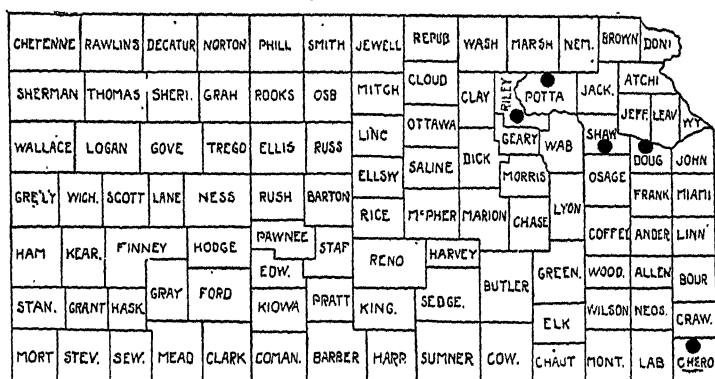 CHEYENNE RAWLINS DECATUR NORTON PHILL SMITH JEWELL REPUB WASH MARSH NEM. BROWN DONI
SHERMAN THOMAS SHERI. GRAH ROOKS OSB MITCH CLOUD CLAY RILEY POTTA JACK. ATCHI
JEFF. LEAV WY
WALLACE LOGAN GOVE TREGO ELLIS RUSS LINC OTTAWA DICK GEARY WAB SHAW DOUG JOHN
SALINE
GRE'LY WICH. SCOTT LANE NESS RUSH BARTON ELLSW MORRIS OSAGE FRANK MIAMI
RICE McPHER MARION CHASE LYON
HAM KEAR. FINNEY HODGE PAWNEE STAF RENO HARVEY COFFEE ANDER LINN
EDW. BUTLER GREEN. WOOD. ALLEN BOUR
STAN. GRANT HASK. GRAY FORD KIOWA PRATT KING. SEDGE. ELK WILSON NEOS. CRAW.
MORT STEV. SEW. MEAD CLARK COMAN. BARBER HARP. SUMNER COW. CHAUT MONT. LAB CHERO